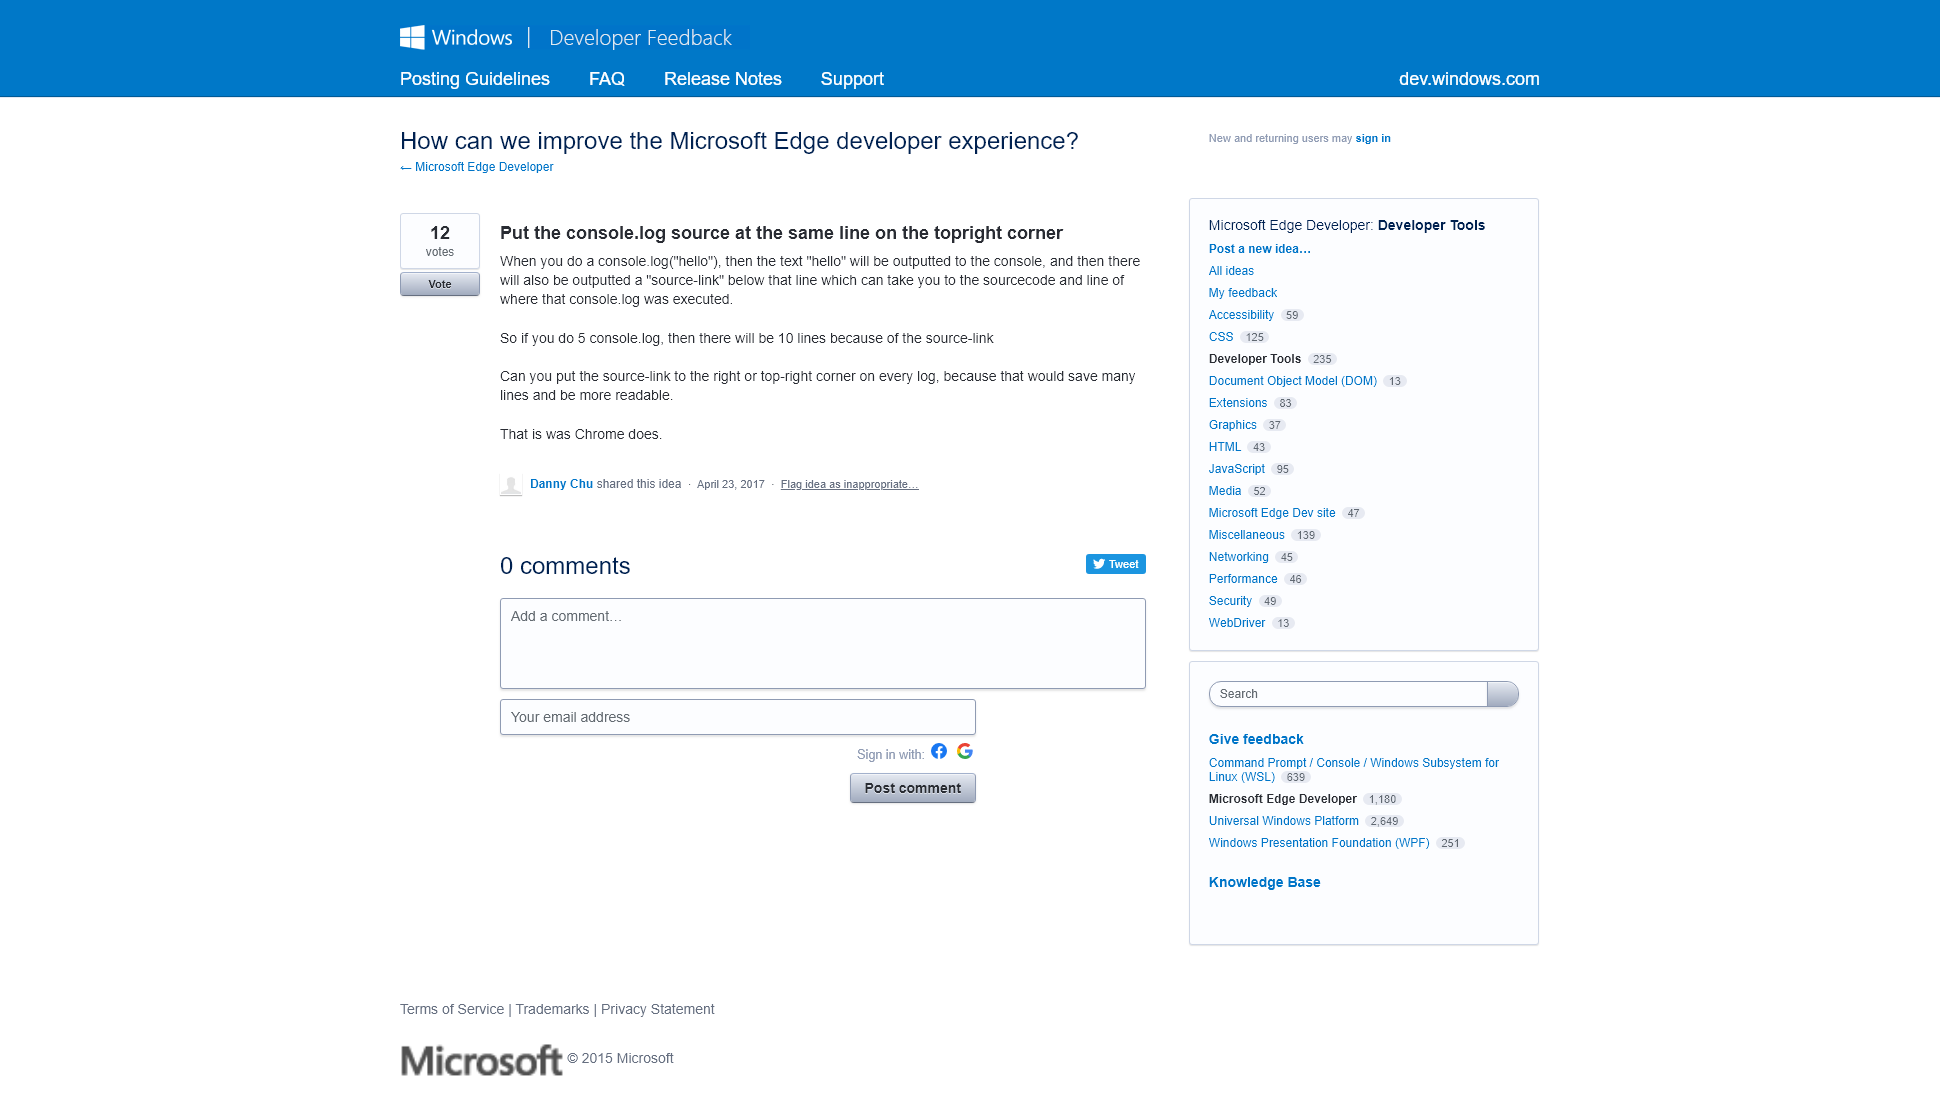 Windows | Developer Feedback
Posting Guidelines FAQ Release Notes Support dev.windows.com
How can we improve the Microsoft Edge developer experience?
← Microsoft Edge Developer
New and returning users may sign in
12
votes
Vote
Put the console.log source at the same line on the topright corner
When you do a console.log("hello"), then the text "hello" will be outputted to the console, and then there
will also be outputted a "source-link" below that line which can take you to the sourcecode and line of
where that console.log was executed.
So if you do 5 console.log, then there will be 10 lines because of the source-link
Can you put the source-link to the right or top-right corner on every log, because that would save many
lines and be more readable.
That is was Chrome does.
Danny Chu shared this idea · April 23, 2017 · Flag idea as inappropriate…
0 comments
Tweet
Add a comment…
Your email address
Sign in with:
Post comment
Microsoft Edge Developer: Developer Tools
Post a new idea…
All ideas
My feedback
Accessibility 59
CSS 125
Developer Tools 235
Document Object Model (DOM) 13
Extensions 83
Graphics 37
HTML 43
JavaScript 95
Media 52
Microsoft Edge Dev site 47
Miscellaneous 139
Networking 45
Performance 46
Security 49
WebDriver 13
Search
Give feedback
Command Prompt / Console / Windows Subsystem for
Linux (WSL) 639
Microsoft Edge Developer 1,180
Universal Windows Platform 2,649
Windows Presentation Foundation (WPF) 251
Knowledge Base
Terms of Service | Trademarks | Privacy Statement
Microsoft © 2015 Microsoft